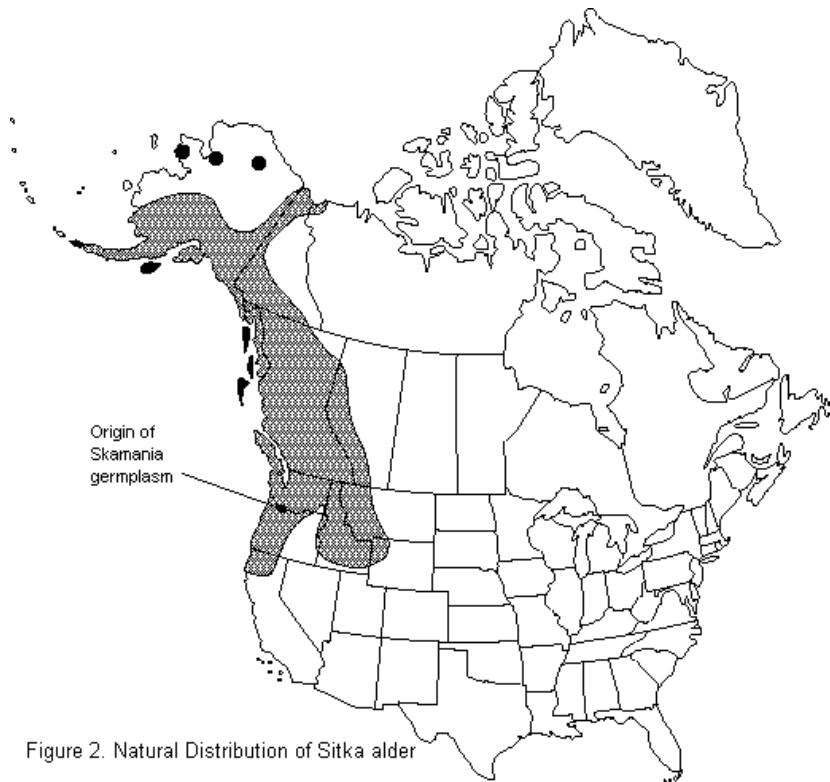 Origin of
Skamania
germplasm
Figure 2. Natural Distribution of Sitka alder